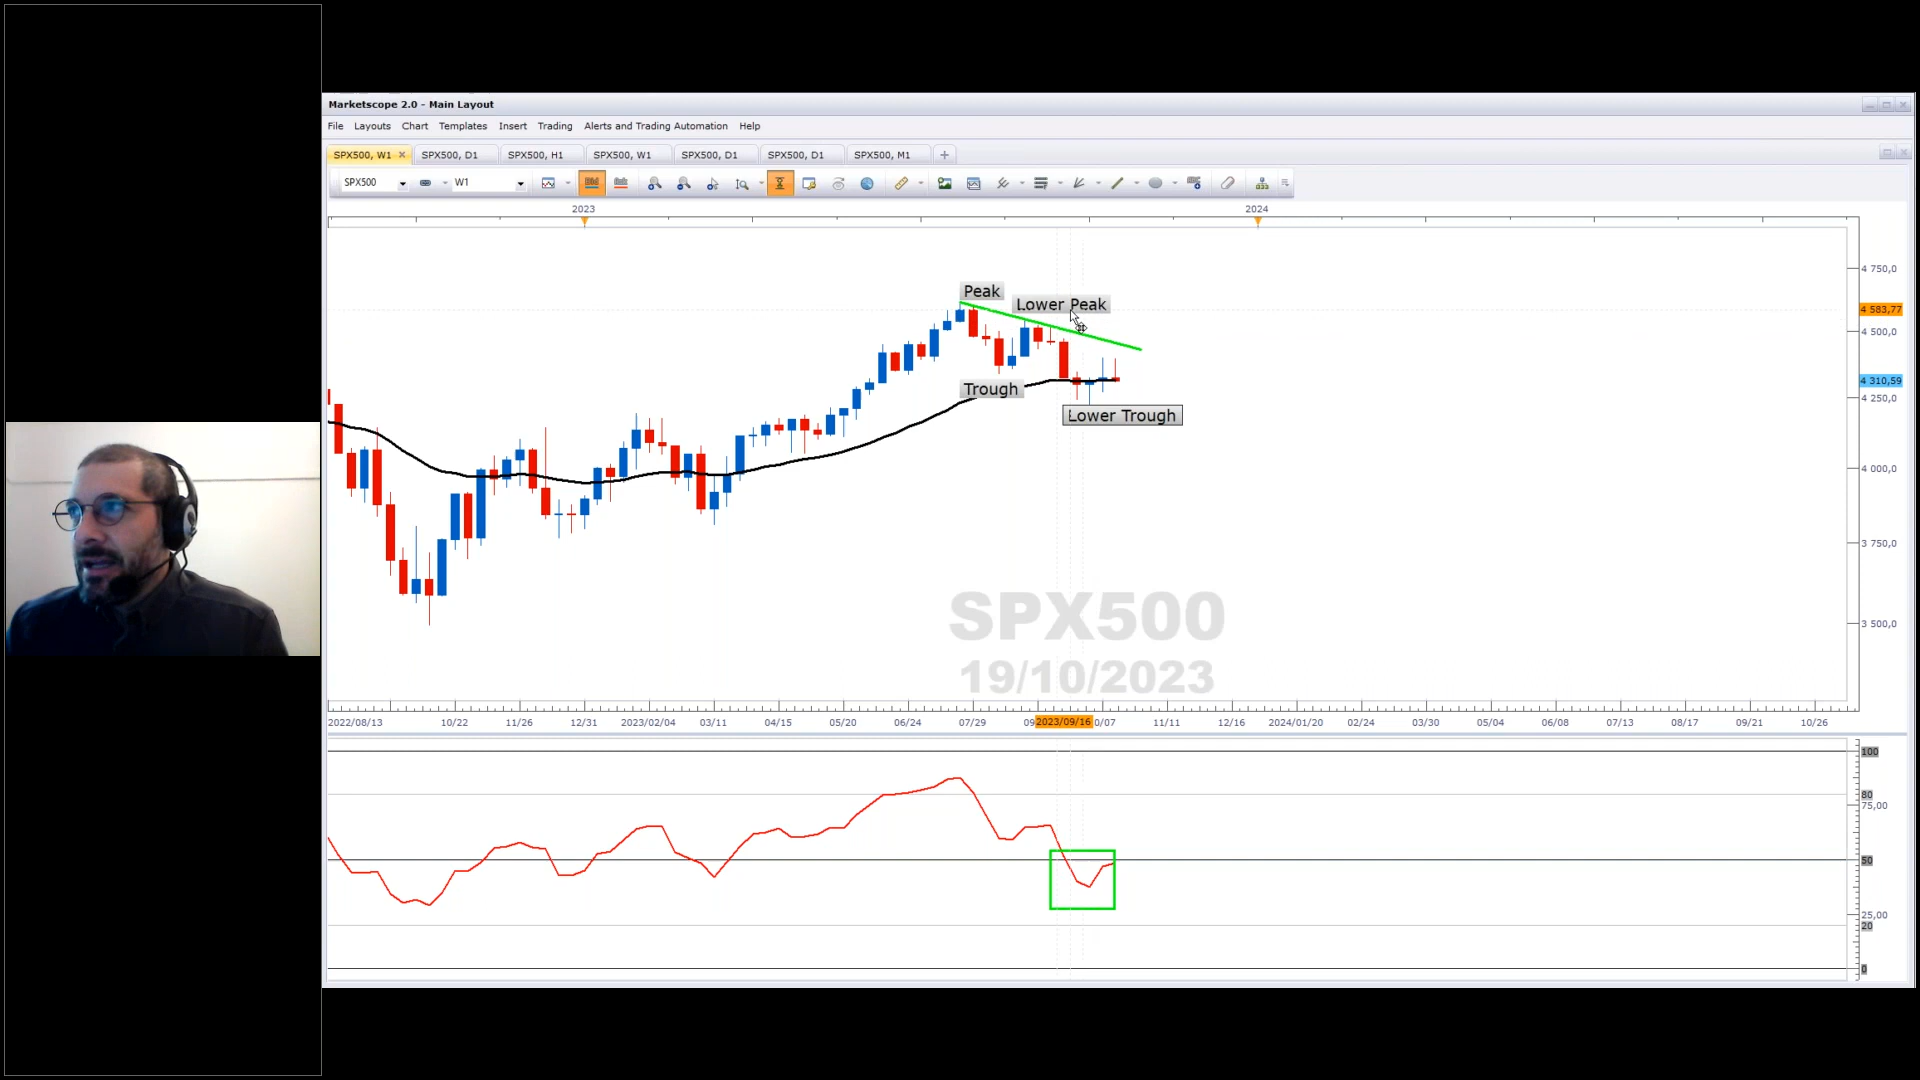 Marketscope 2.0 - Main Layout
File Layouts Chart Templates Insert Trading Alerts and Trading Automation Help
SPX500, W1 SPX500, D1 SPX500, H1 SPX500, W1 SPX500, D1 SPX500, D1 SPX500, M1
SPX500 W1
2023 2024
Peak
Lower Peak
Trough
Lower Trough
4 750,0
4 583,77
4 500,0
4 310,59
4 250,0
4 000,0
3 750,0
3 500,0
SPX500
19/10/2023
2022/08/13 10/22 11/26 12/31 2023/02/04 03/11 04/15 05/20 06/24 07/29 09 2023/09/16 0/07 11/11 12/16 2024/01/20 02/24 03/30 05/04 06/08 07/13 08/17 09/21 10/26
100
80
75,00
50
25,00
20
0